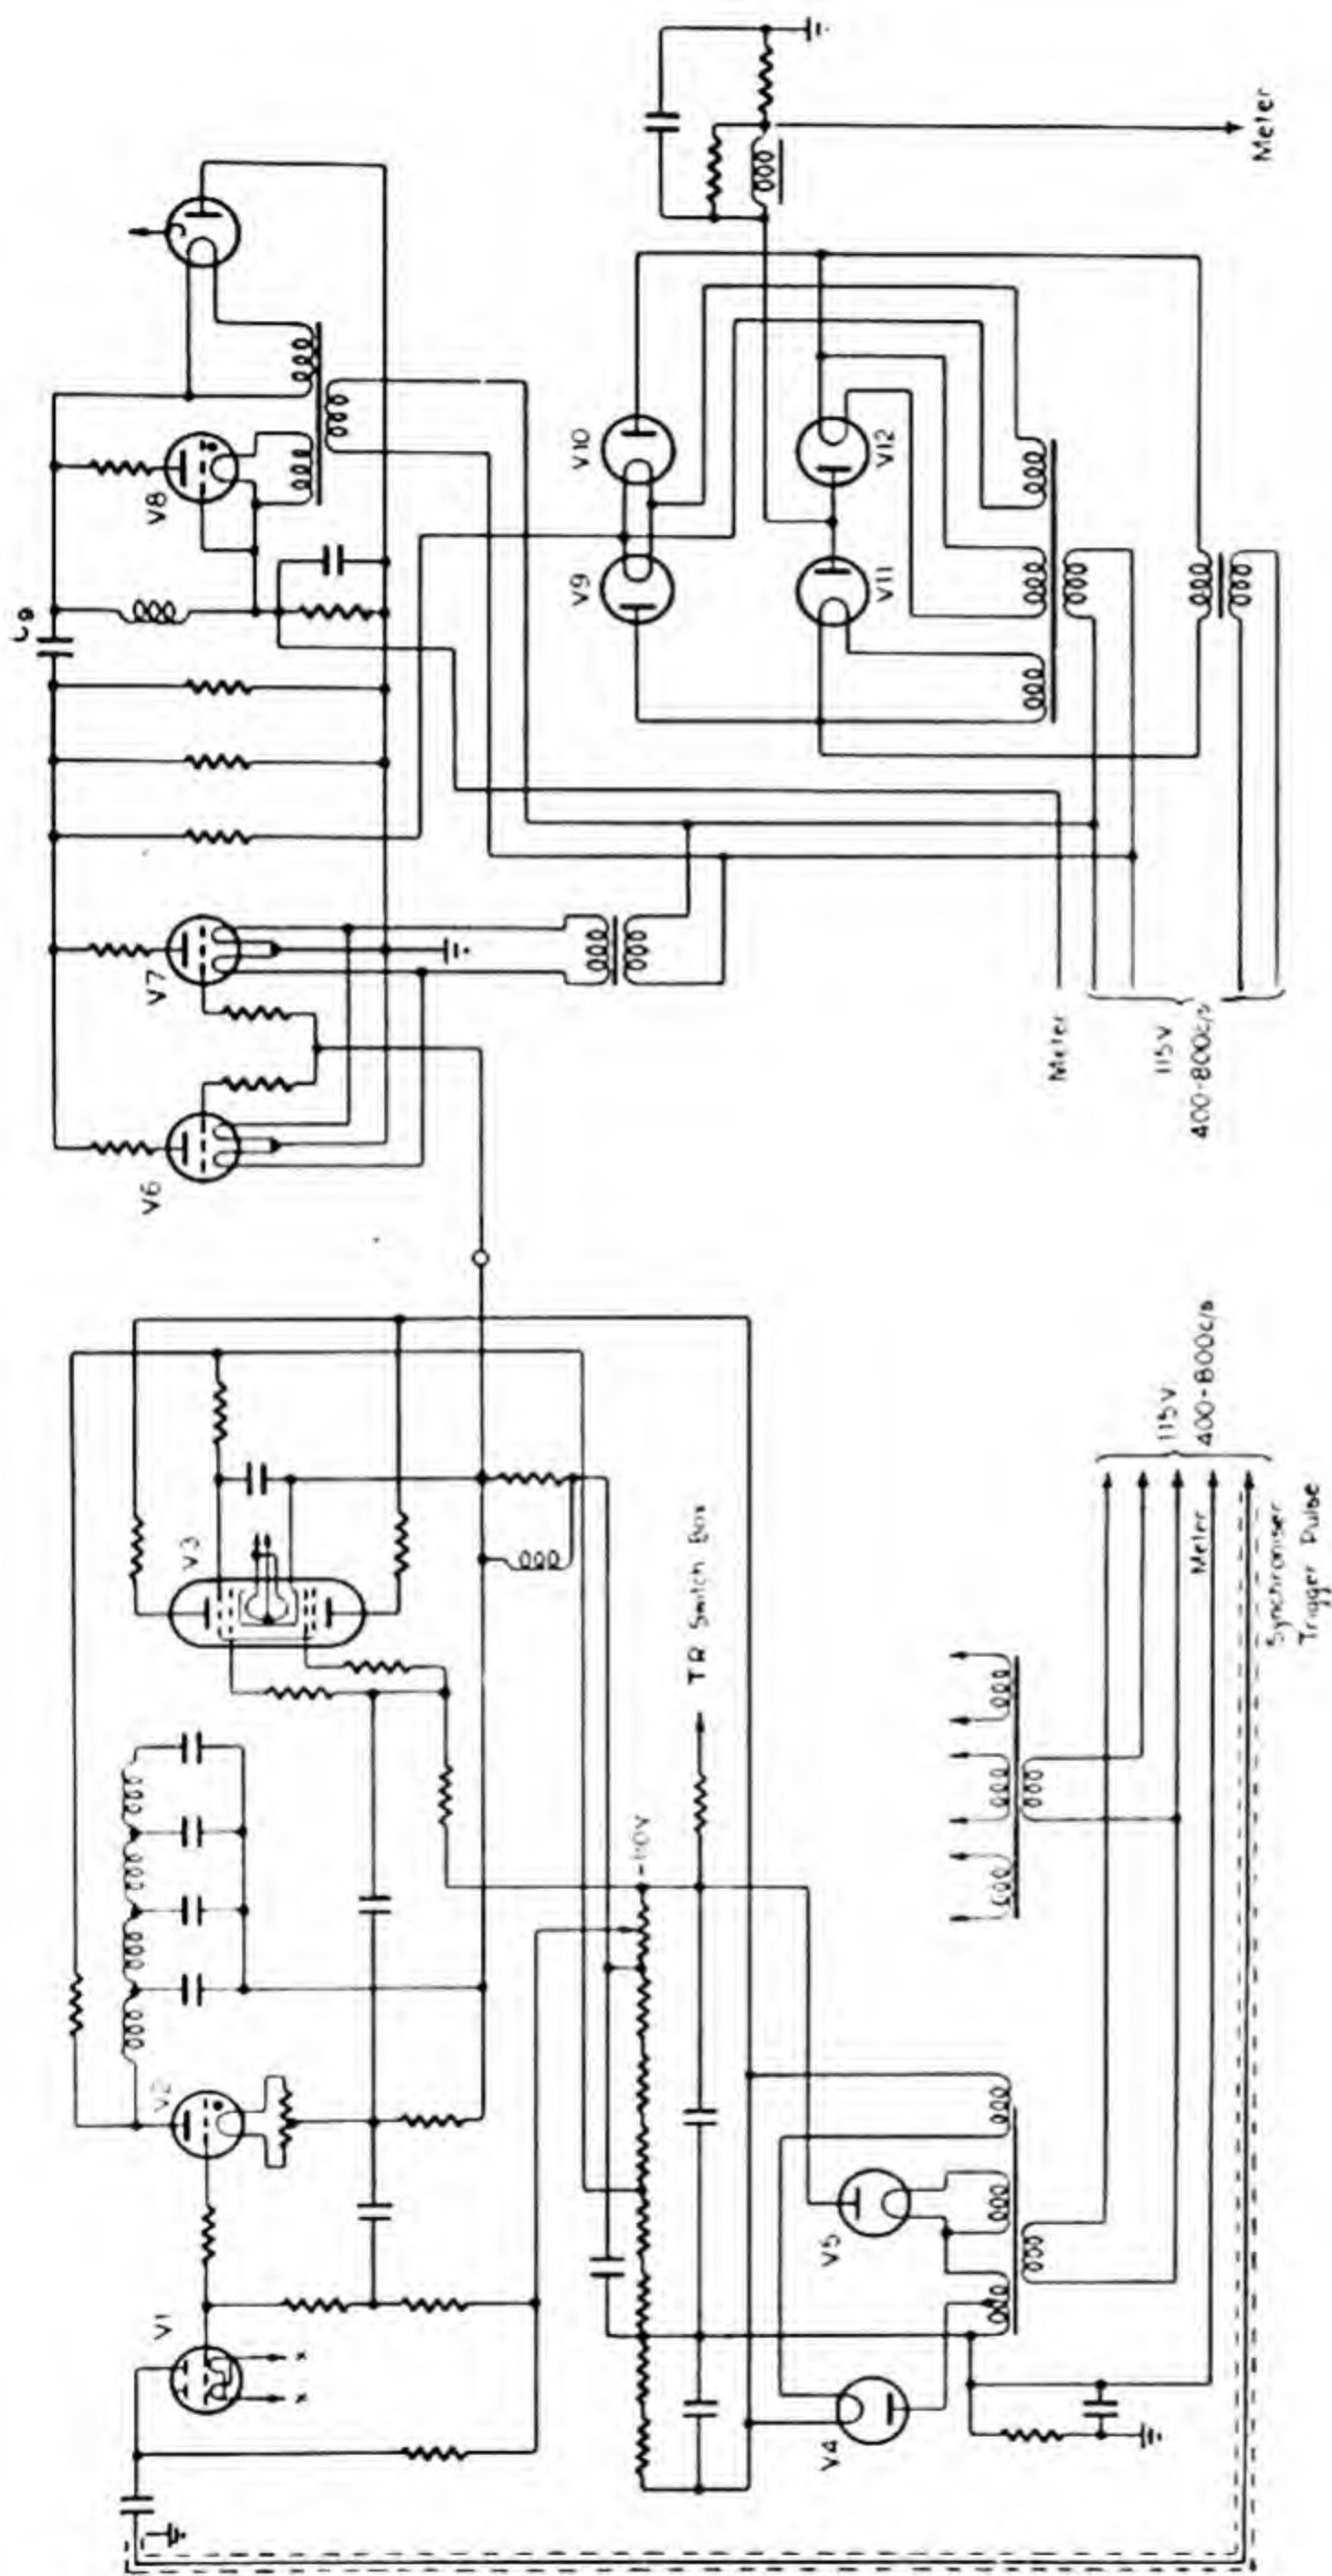 Meter
V10
V12
V8
C9
V9
V11
V7
V6
Meter
115V
400-800c/s
115V
400-800c/s
V3
TR Switch Box
Meter
Synchroniser
Trigger Pulse
V2
V5
V1
x
x
V4